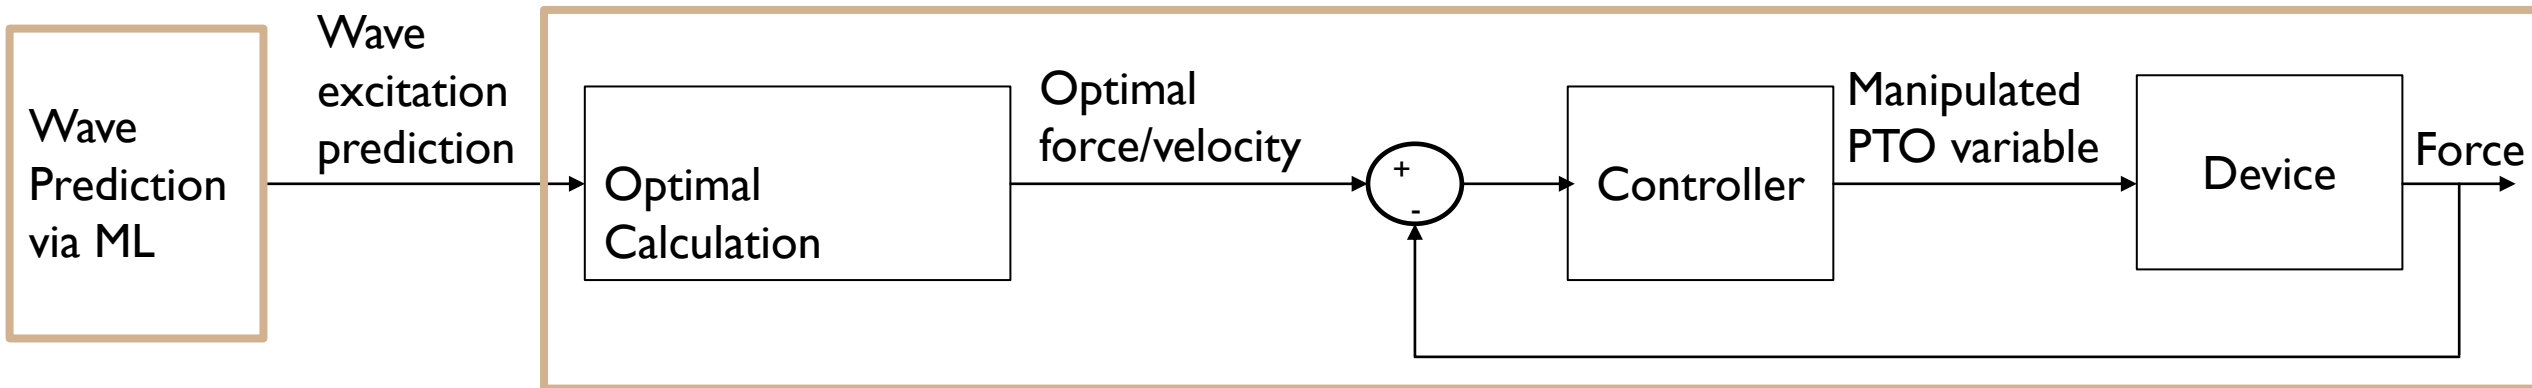 Wave
Prediction
via ML
Wave
excitation
prediction
Optimal
Calculation
Optimal
force/velocity
+
-
Controller
Manipulated
PTO variable
Device
Force